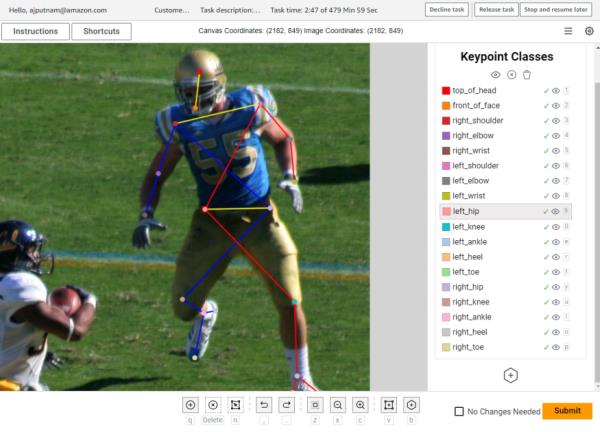 Hello, ajputnam@amazon.com Custome... Task description:... Task time: 2:47 of 479 Min 59 Sec Decline task Release task Stop and resume later
Instructions Shortcuts Canvas Coordinates: (2182, 849) Image Coordinates: (2182, 849)
Keypoint Classes
top_of_head 1
front_of_face 2
right_shoulder 3
right_elbow 4
right_wrist 5
left_shoulder 6
left_elbow 7
left_wrist 8
left_hip 9
left_knee 0
left_ankle e
left_heel r
left_toe t
right_hip y
right_knee u
right_ankle i
right_heel o
right_toe p
55
q Delete n , . z x c v b
No Changes Needed Submit